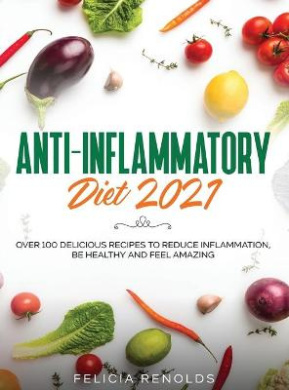 ANTI-INFLAMMATORY
Diet 2021
OVER 100 DELICIOUS RECIPES TO REDUCE INFLAMMATION,
BE HEALTHY AND FEEL AMAZING
FELICIA RENOLDS